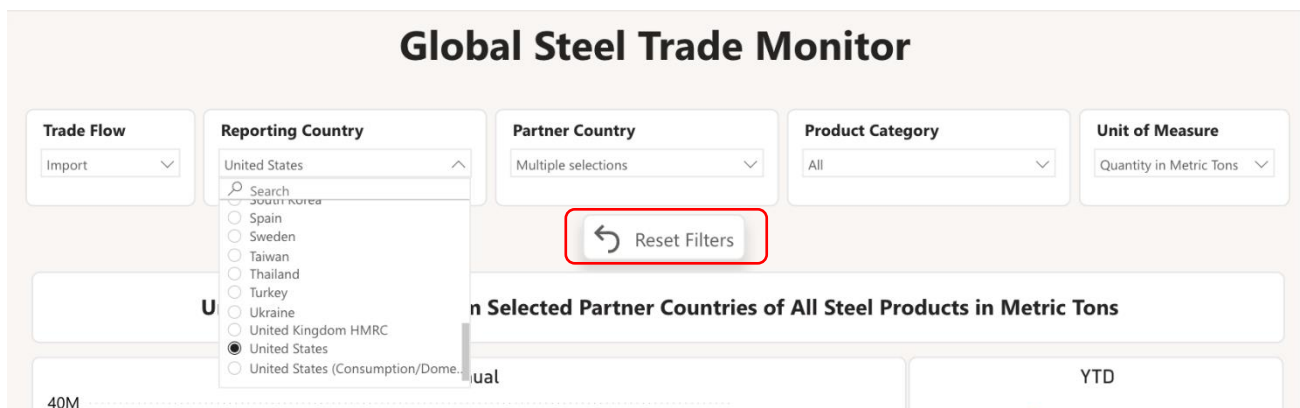 Global Steel Trade Monitor
Trade Flow
Import
Reporting Country
United States
Search
South Korea
Spain
Sweden
Taiwan
Thailand
Turkey
Ukraine
United Kingdom HMRC
United States
United States (Consumption/Dome...
Partner Country
Multiple selections
Product Category
All
Unit of Measure
Quantity in Metric Tons
Reset Filters
Selected Partner Countries of All Steel Products in Metric Tons
YTD
40M